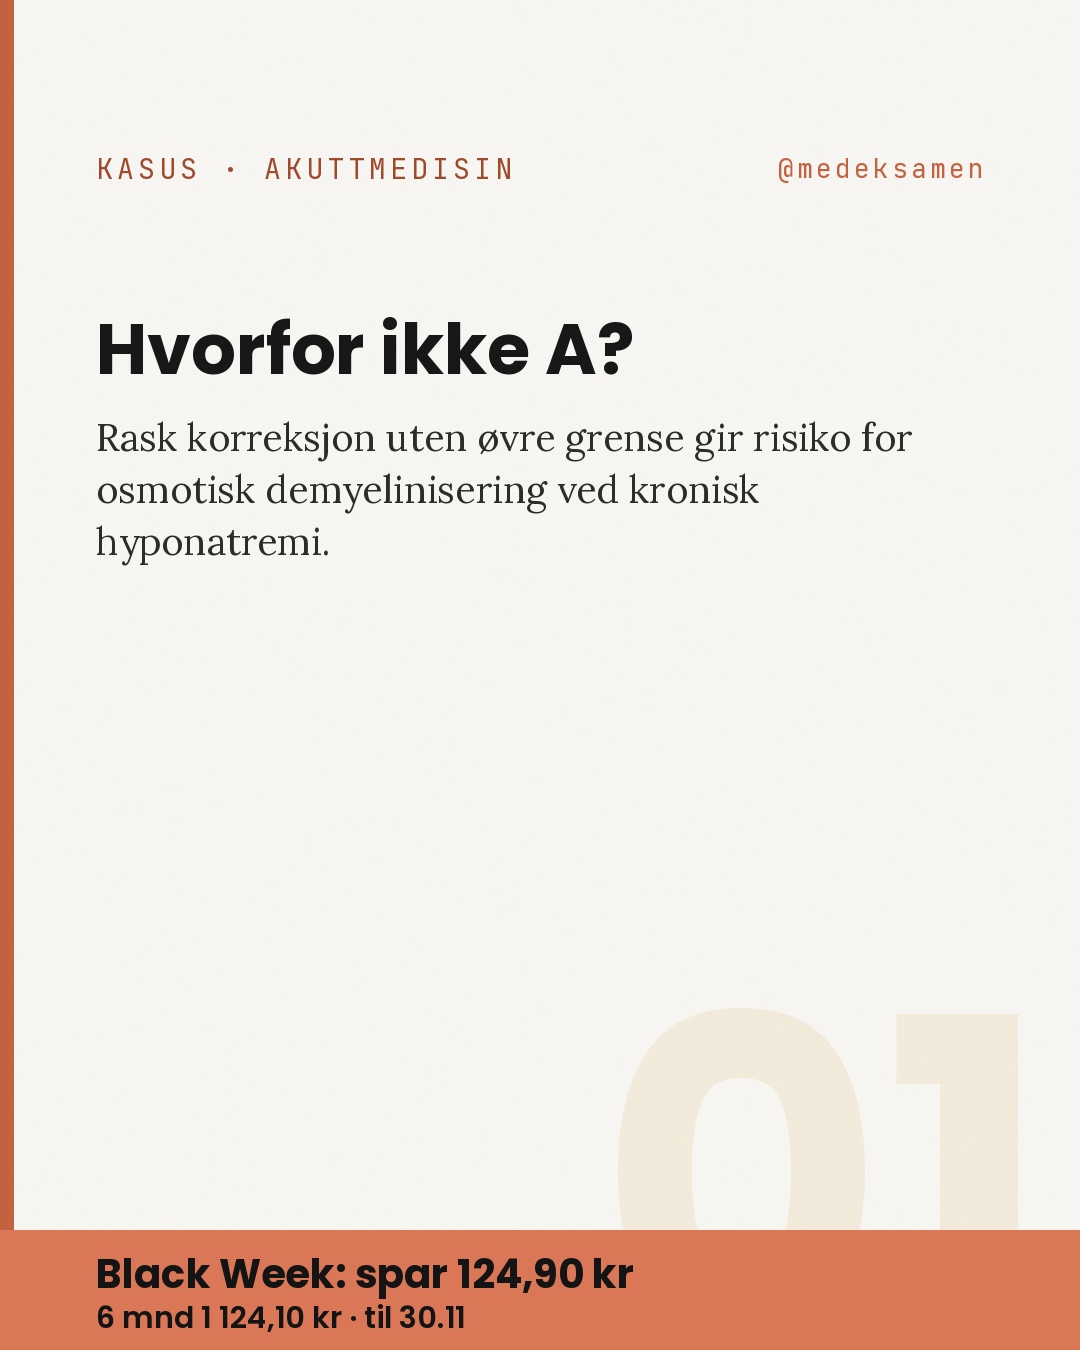 KASUS · AKUTTMEDISIN
@medeksamen
Hvorfor ikke A?
Rask korreksjon uten øvre grense gir risiko for
osmotisk demyelinisering ved kronisk
hyponatremi.
01
Black Week: spar 124,90 kr
6 mnd 1 124,10 kr · til 30.11